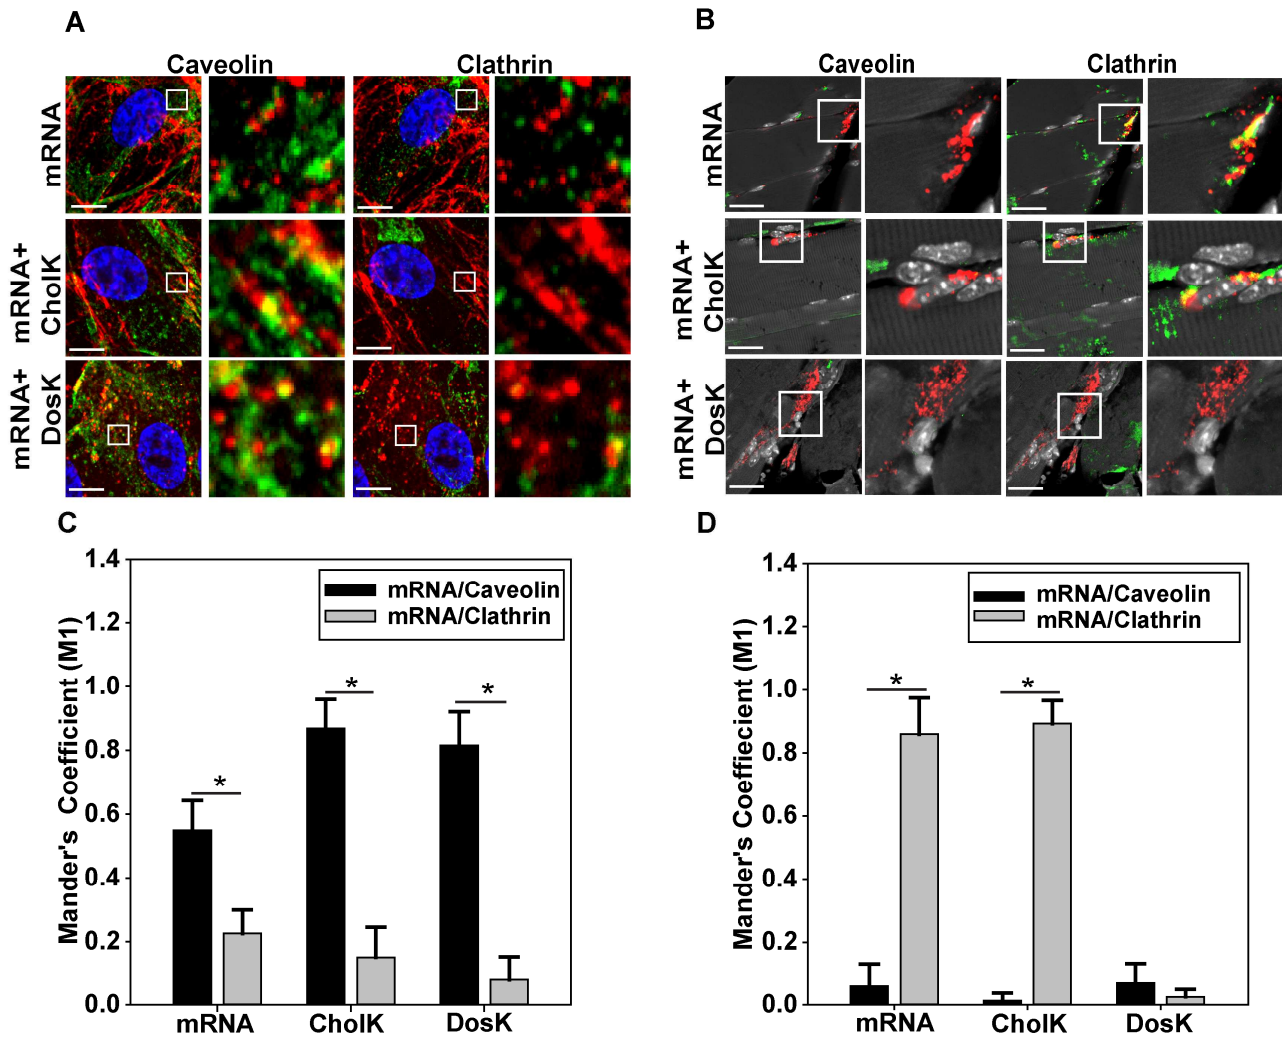 A
B
Caveolin
Clathrin
Caveolin
Clathrin
mRNA
mRNA+
CholK
mRNA+
DosK
mRNA
mRNA+
CholK
mRNA+
DosK
C
D
Mander's Coefficient (M1)
1.4
1.2
1.0
0.8
0.6
0.4
0.2
0.0
mRNA/Caveolin
mRNA/Clathrin
*
*
*
mRNA
CholK
DosK
Mander's Coeffiecient (M1)
1.4
1.2
1.0
0.8
0.6
0.4
0.2
0.0
mRNA/Caveolin
mRNA/Clathrin
*
*
mRNA
CholK
DosK